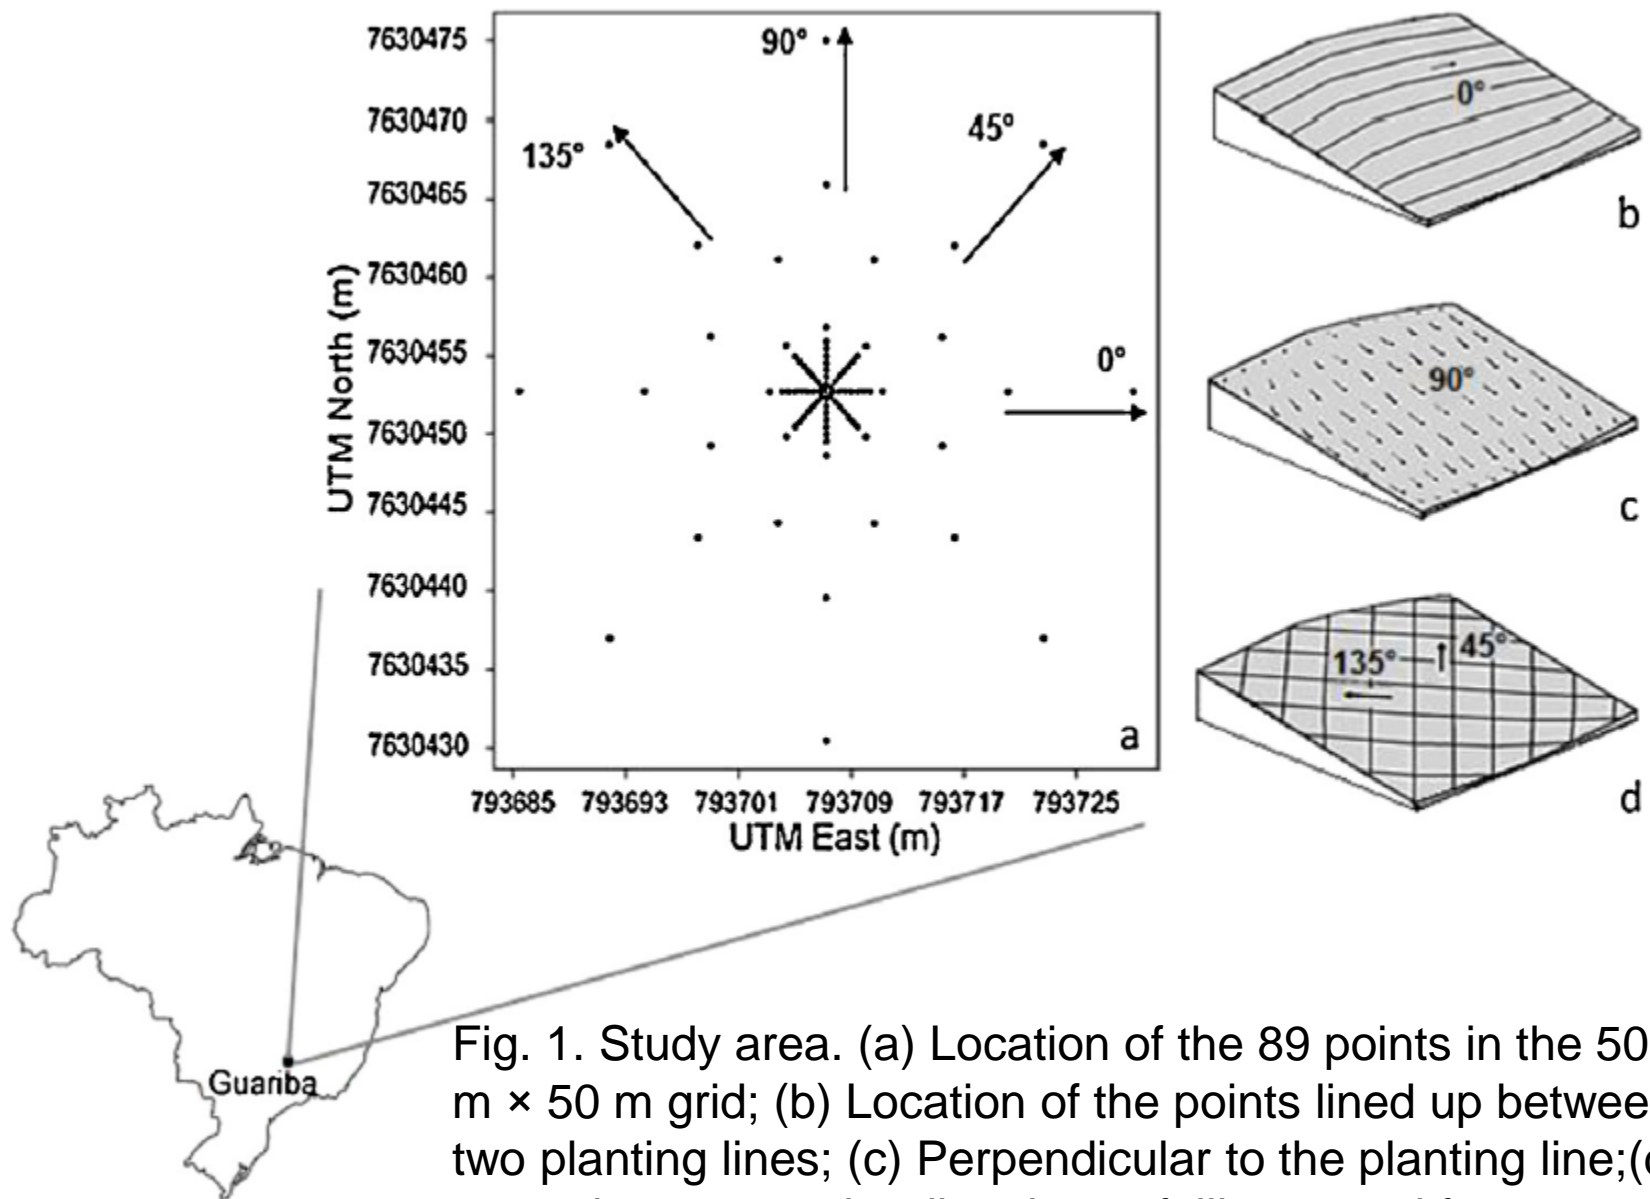 7630475
7630470
7630465
7630460
7630455
7630450
7630445
7630440
7630435
7630430
UTM North (m)
90°
45°
135°
0°
a
793685 793693 793701 793709 793717 793725
UTM East (m)
0°
b
90°
c
135°
45°
d
Guariba
Fig. 1. Study area. (a) Location of the 89 points in the 50
m × 50 m grid; (b) Location of the points lined up betwee
two planting lines; (c) Perpendicular to the planting line;(